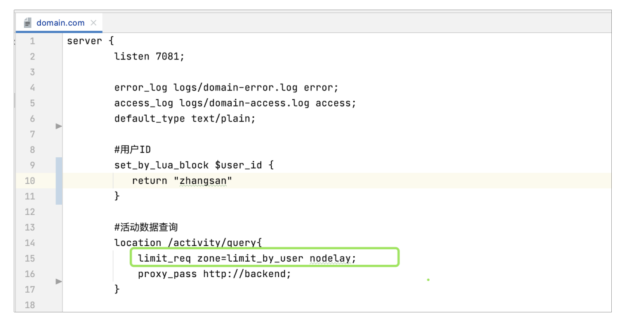 domain.com ×
1 server {
2 listen 7081;
3
4 error_log logs/domain-error.log error;
5 access_log logs/domain-access.log access;
6 default_type text/plain;
7
8 #用户ID
9 set_by_lua_block $user_id {
10 return "zhangsan"
11 }
12
13 #活动数据查询
14 location /activity/query{
15 limit_req zone=limit_by_user nodelay;
16 proxy_pass http://backend;
17 }
18